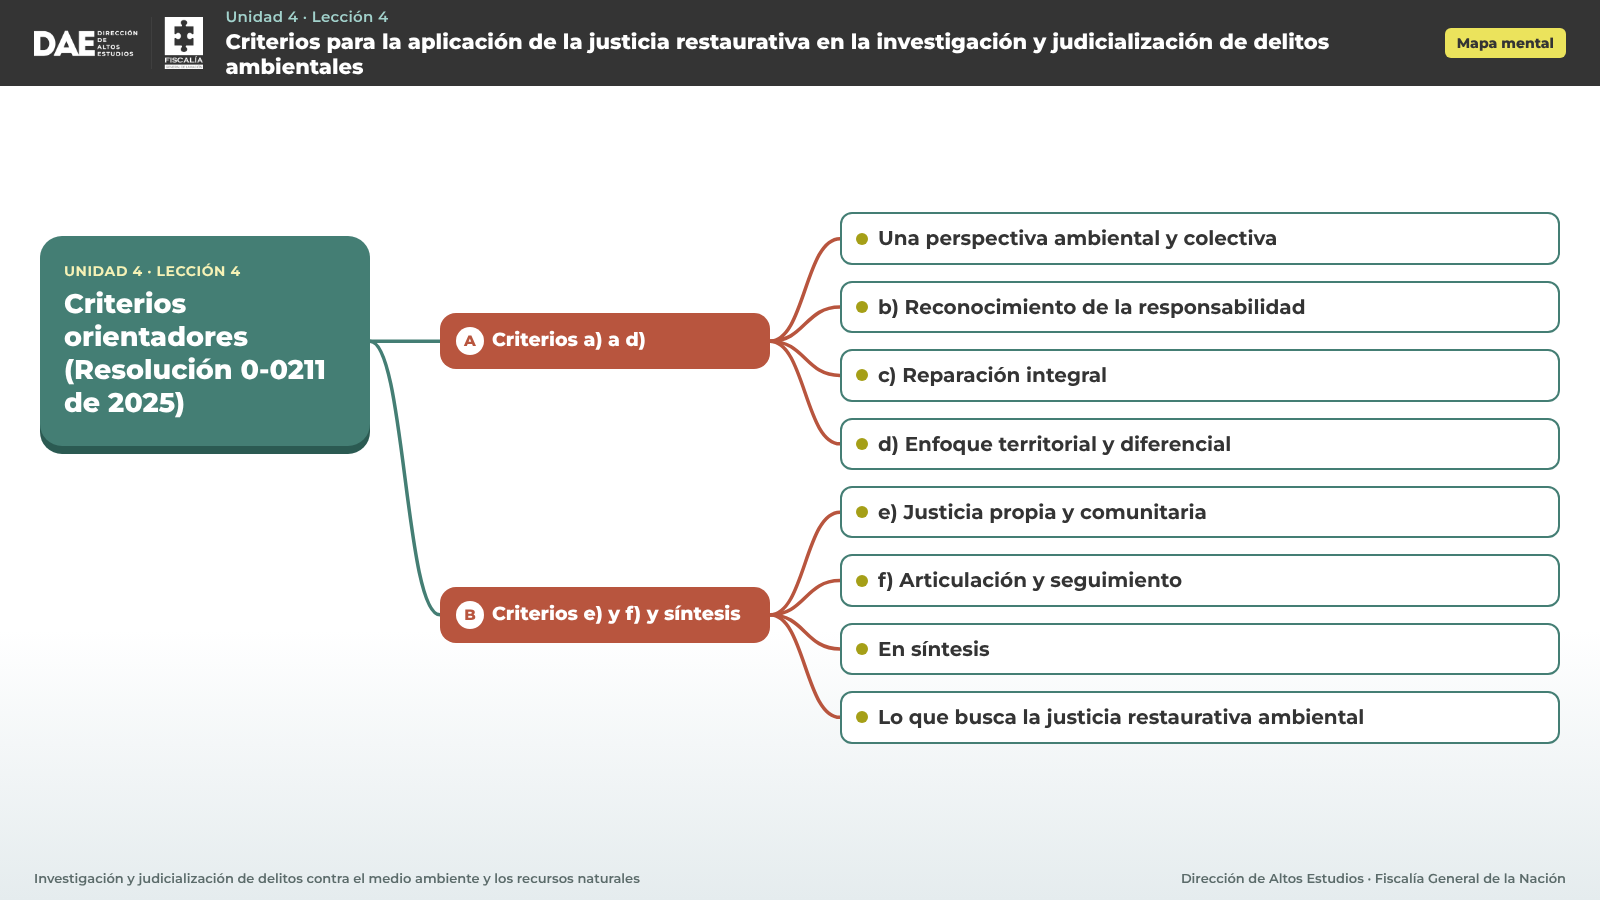 DAE DIRECCIÓN
DE
ALTOS
ESTUDIOS
FISCALÍA
Unidad 4 · Lección 4
Criterios para la aplicación de la justicia restaurativa en la investigación y judicialización de delitos
ambientales
Mapa mental
UNIDAD 4 · LECCIÓN 4
Criterios
orientadores
(Resolución 0-0211
de 2025)
A Criterios a) a d)
Una perspectiva ambiental y colectiva
b) Reconocimiento de la responsabilidad
c) Reparación integral
d) Enfoque territorial y diferencial
B Criterios e) y f) y síntesis
e) Justicia propia y comunitaria
f) Articulación y seguimiento
En síntesis
Lo que busca la justicia restaurativa ambiental
Investigación y judicialización de delitos contra el medio ambiente y los recursos naturales
Dirección de Altos Estudios · Fiscalía General de la Nación